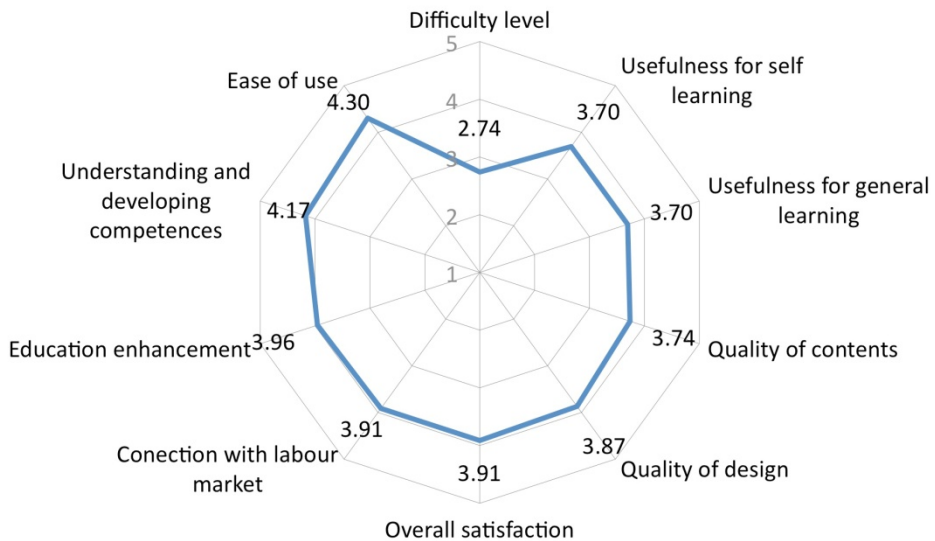 Difficulty level
5
Usefulness for self
learning
Ease of use
4.30
4
3.70
2.74
3
Understanding and
developing
competences
4.17
Usefulness for general
learning
3.70
2
1
Education enhancement
3.96
3.74
Quality of contents
Conection with labour
market
3.91
3.91
3.87
Quality of design
Overall satisfaction